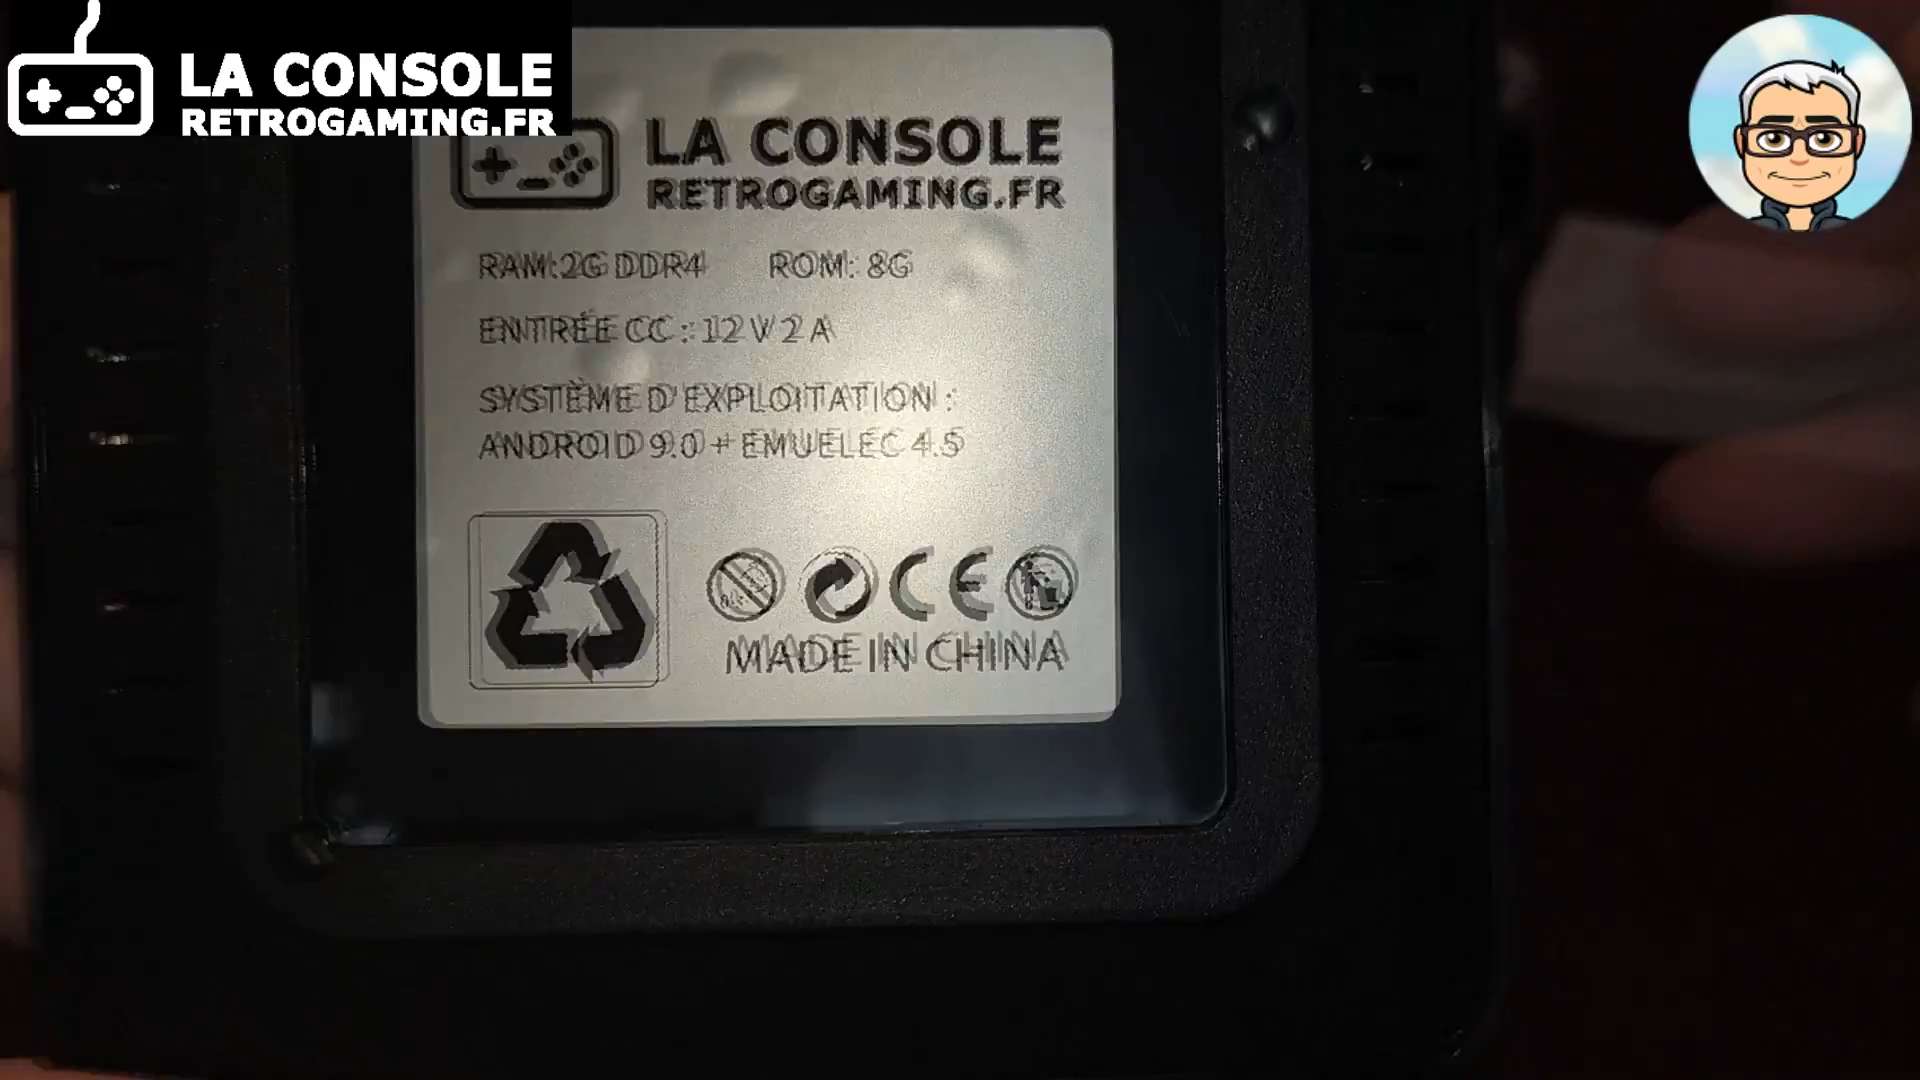 LA CONSOLE
RETROGAMING.FR
LA CONSOLE
RETROGAMING.FR
RAM:2G DDR4 ROM: 8G
ENTRÉE CC : 12 V 2 A
SYSTÈME D'EXPLOITATION :
ANDROID 9.0 + EMUELEC 4.5
CE
MADE IN CHINA